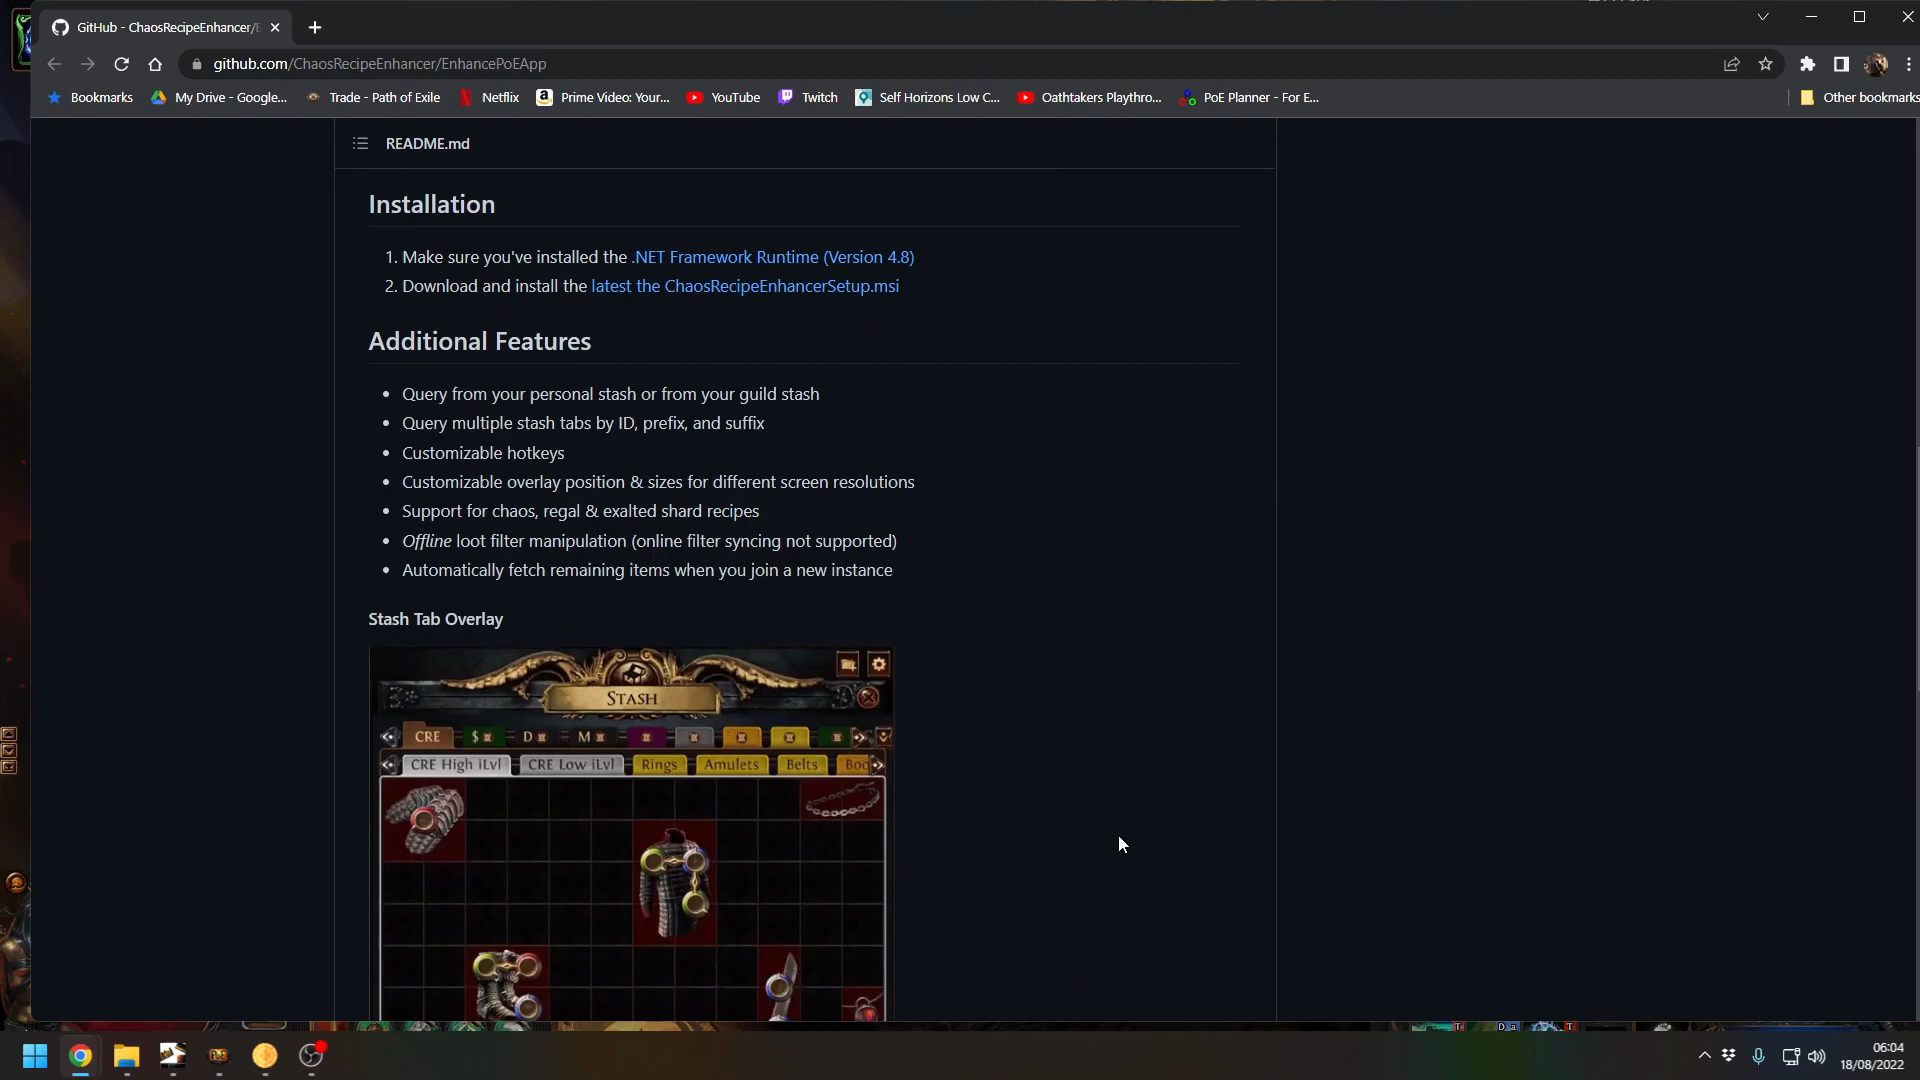 GitHub - ChaosRecipeEnhancer/E
github.com/ChaosRecipeEnhancer/EnhancePoEApp
Bookmarks
My Drive - Google...
Trade - Path of Exile
Netflix
Prime Video: Your...
YouTube
Twitch
Self Horizons Low C...
Oathtakers Playthro...
PoE Planner - For E...
Other bookmarks
README.md
Installation
1. Make sure you've installed the .NET Framework Runtime (Version 4.8)
2. Download and install the latest the ChaosRecipeEnhancerSetup.msi
Additional Features
• Query from your personal stash or from your guild stash
• Query multiple stash tabs by ID, prefix, and suffix
• Customizable hotkeys
• Customizable overlay position & sizes for different screen resolutions
• Support for chaos, regal & exalted shard recipes
• Offline loot filter manipulation (online filter syncing not supported)
• Automatically fetch remaining items when you join a new instance
Stash Tab Overlay
STASH
CRE $ D M
CRE High iLvl CRE Low iLvl Rings Amulets Belts Boo
T D a T
06:04
18/08/2022